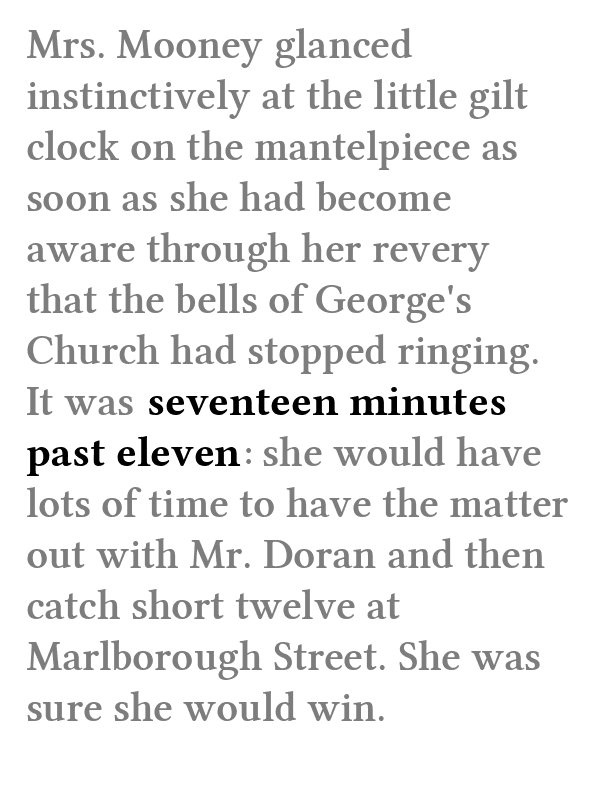 Mrs. Mooney glanced
instinctively at the little gilt
clock on the mantelpiece as
soon as she had become
aware through her revery
that the bells of George's
Church had stopped ringing.
It was seventeen minutes
past eleven: she would have
lots of time to have the matter
out with Mr. Doran and then
catch short twelve at
Marlborough Street. She was
sure she would win.